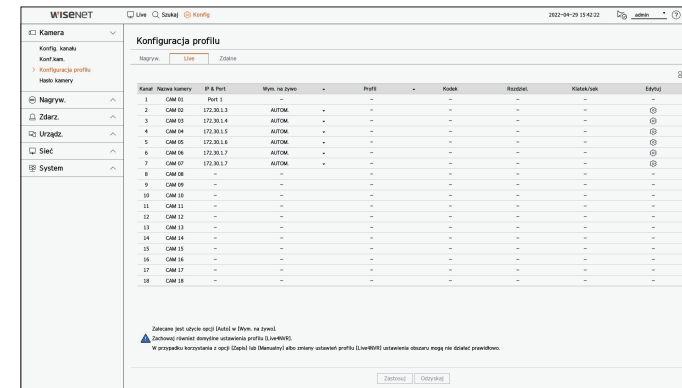 WISENET
Live Szukaj Konfig
2022-04-29 15:42:22 admin
Kamera
Konfig. kanału
Konf.kam.
Konfiguracja profilu
Hasło kamery
Nagryw.
Zdarz.
Urządz.
Sieć
System
Konfiguracja profilu
Nagryw. Live Zdalne
Kanał Nazwa kamery IP & Port Wym. na żywo Profil Kodek Rozdziel. Klatek/sek Edytuj
1 CAM 01 Port 1 – – – – – –
2 CAM 02 172.30.1.3 AUTOM. – – – –
3 CAM 03 172.30.1.4 AUTOM. – – – –
4 CAM 04 172.30.1.5 AUTOM. – – – –
5 CAM 05 172.30.1.6 AUTOM. – – – –
6 CAM 06 172.30.1.7 AUTOM. – – – –
7 CAM 07 172.30.1.7 AUTOM. – – – –
8 CAM 08 – – – – – – –
9 CAM 09 – – – – – – –
10 CAM 10 – – – – – – –
11 CAM 11 – – – – – – –
12 CAM 12 – – – – – – –
13 CAM 13 – – – – – – –
14 CAM 14 – – – – – – –
15 CAM 15 – – – – – – –
16 CAM 16 – – – – – – –
17 CAM 17 – – – – – – –
18 CAM 18 – – – – – – –
Zalecane jest użycie opcji [Auto] w [Wym. na żywo].
Zachowaj również domyślne ustawienia profilu [Live4NVR].
W przypadku korzystania z opcji [Zapis] lub [Manualny] albo zmiany ustawień profilu [Live4NVR] ustawienia obszaru mogą nie działać prawidłowo.
Zastosuj Odzyskaj